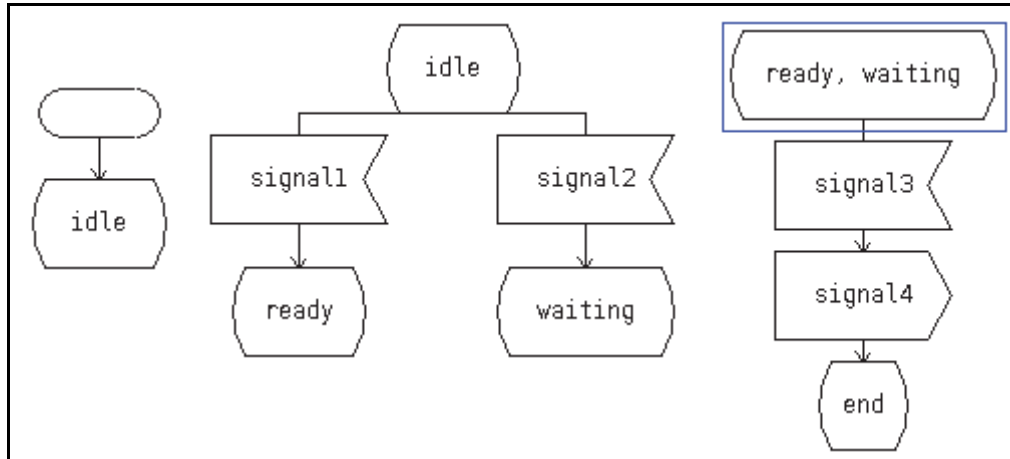 idle
idle
signal1
signal2
ready
waiting
ready, waiting
signal3
signal4
end